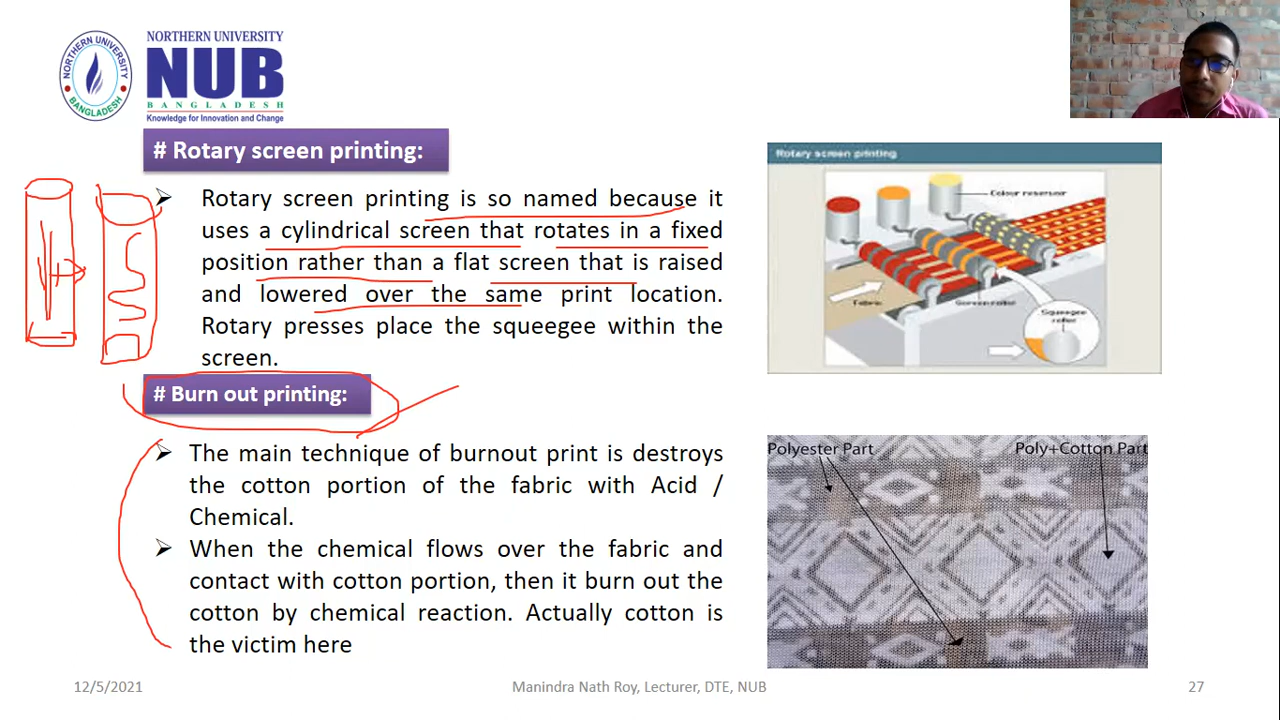 NORTHERN UNIVERSITY
NORTHERN UNIVERSITY
BANGLADESH
NUB
BANGLADESH
Knowledge for Innovation and Change
# Rotary screen printing:
Rotary screen printing is so named because it
uses a cylindrical screen that rotates in a fixed
position rather than a flat screen that is raised
and lowered over the same print location.
Rotary presses place the squeegee within the
screen.
Rotary screen printing
Colour reservoir
Fabric
Screen roller
Squeegee
roller
# Burn out printing:
The main technique of burnout print is destroys
the cotton portion of the fabric with Acid /
Chemical.
When the chemical flows over the fabric and
contact with cotton portion, then it burn out the
cotton by chemical reaction. Actually cotton is
the victim here
Polyester Part
Poly+Cotton Part
12/5/2021
Manindra Nath Roy, Lecturer, DTE, NUB
27